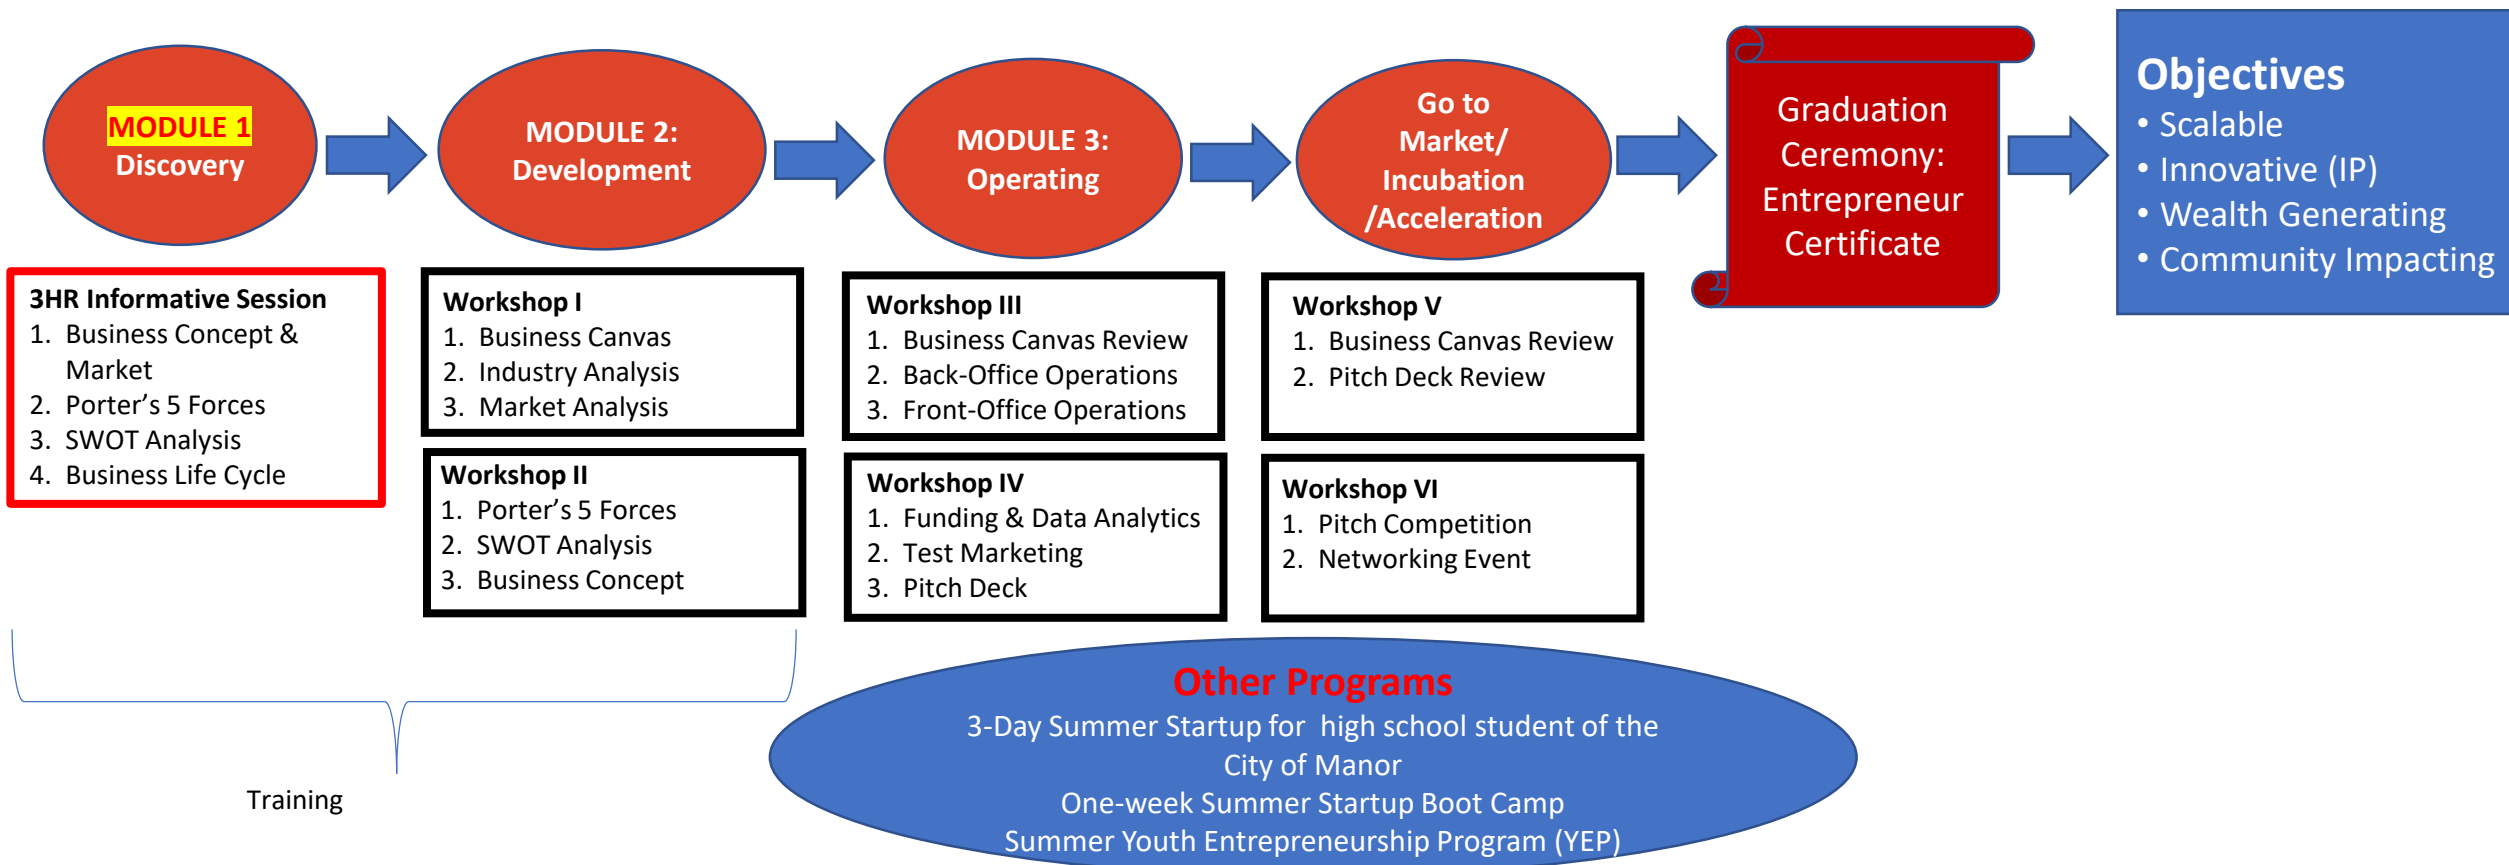 MODULE 1
Discovery
MODULE 2:
Development
MODULE 3:
Operating
Go to
Market/
Incubation
/Acceleration
Graduation
Ceremony:
Entrepreneur
Certificate
Objectives
• Scalable
• Innovative (IP)
• Wealth Generating
• Community Impacting
3HR Informative Session
1. Business Concept &
Market
2. Porter’s 5 Forces
3. SWOT Analysis
4. Business Life Cycle
Workshop I
1. Business Canvas
2. Industry Analysis
3. Market Analysis
Workshop II
1. Porter’s 5 Forces
2. SWOT Analysis
3. Business Concept
Workshop III
1. Business Canvas Review
2. Back-Office Operations
3. Front-Office Operations
Workshop IV
1. Funding & Data Analytics
2. Test Marketing
3. Pitch Deck
Workshop V
1. Business Canvas Review
2. Pitch Deck Review
Workshop VI
1. Pitch Competition
2. Networking Event
Training
Other Programs
3-Day Summer Startup for  high school student of the
City of Manor
One-week Summer Startup Boot Camp
Summer Youth Entrepreneurship Program (YEP)